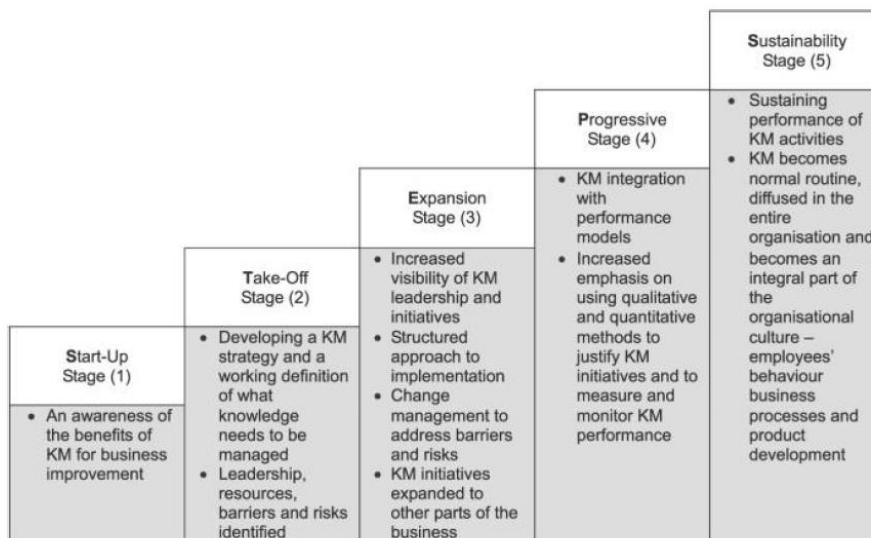 Start-Up
Stage (1)
• An awareness of
the benefits of
KM for business
improvement
Take-Off
Stage (2)
• Developing a KM
strategy and a
working definition
of what
knowledge
needs to be
managed
• Leadership,
resources,
barriers and risks
identified
Expansion
Stage (3)
• Increased
visibility of KM
leadership and
initiatives
• Structured
approach to
implementation
• Change
management to
address barriers
and risks
• KM initiatives
expanded to
other parts of the
business
Progressive
Stage (4)
• KM integration
with
performance
models
• Increased
emphasis on
using qualitative
and quantitative
methods to
justify KM
initiatives and to
measure and
monitor KM
performance
Sustainability
Stage (5)
• Sustaining
performance of
KM activities
• KM becomes
normal routine,
diffused in the
entire
organisation and
becomes an
integral part of
the
organisational
culture –
employees’
behaviour
business
processes and
product
development